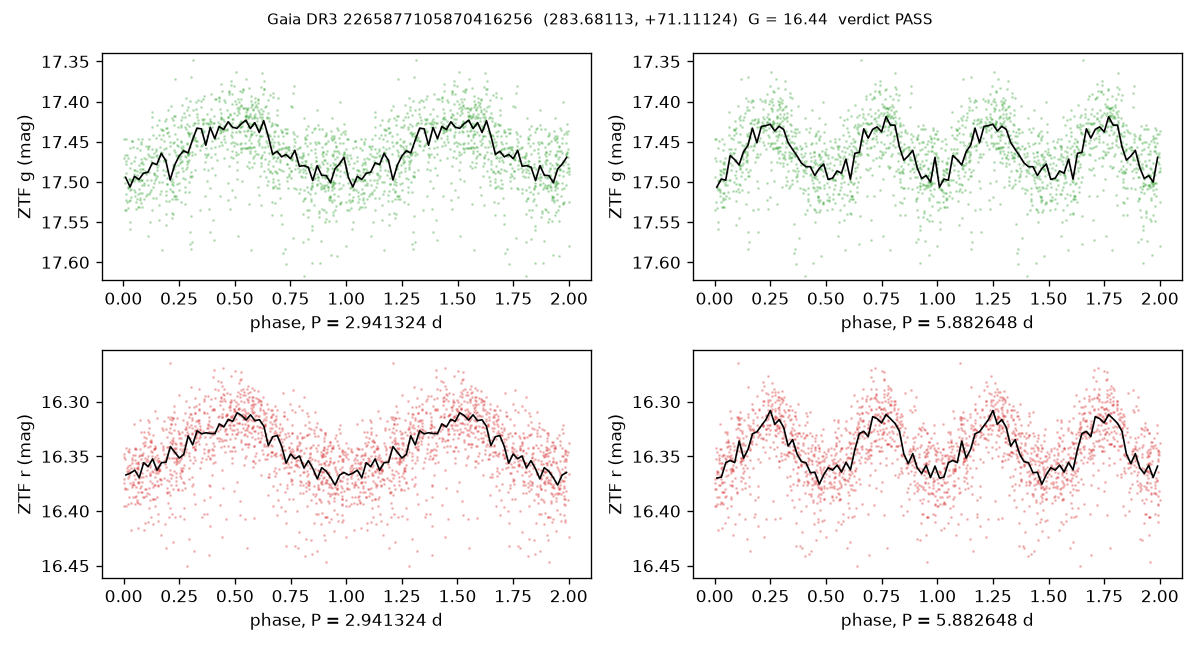 Gaia DR3 2265877105870416256 (283.68113, +71.11124) G = 16.44 verdict PASS
ZTF g (mag)
17.35
17.40
17.45
17.50
17.55
17.60
0.00 0.25 0.50 0.75 1.00 1.25 1.50 1.75 2.00
phase, P = 2.941324 d
ZTF g (mag)
17.35
17.40
17.45
17.50
17.55
17.60
0.00 0.25 0.50 0.75 1.00 1.25 1.50 1.75 2.00
phase, P = 5.882648 d
ZTF r (mag)
16.30
16.35
16.40
16.45
0.00 0.25 0.50 0.75 1.00 1.25 1.50 1.75 2.00
phase, P = 2.941324 d
ZTF r (mag)
16.30
16.35
16.40
16.45
0.00 0.25 0.50 0.75 1.00 1.25 1.50 1.75 2.00
phase, P = 5.882648 d